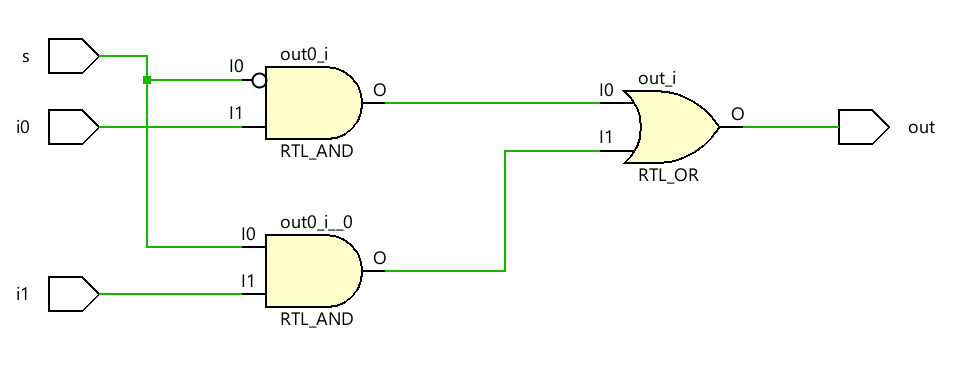 s
i0
i1
out0_i
I0
I1
O
RTL_AND
out0_i__0
I0
I1
O
RTL_AND
out_i
I0
I1
O
RTL_OR
out